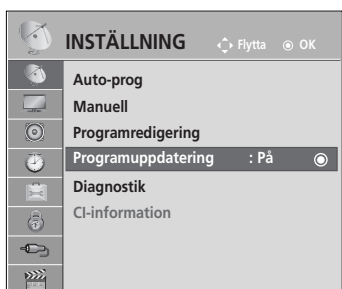 INSTÄLLNING Flytta OK
Auto-prog
Manuell
Programredigering
Programuppdatering : På
Diagnostik
CI-information